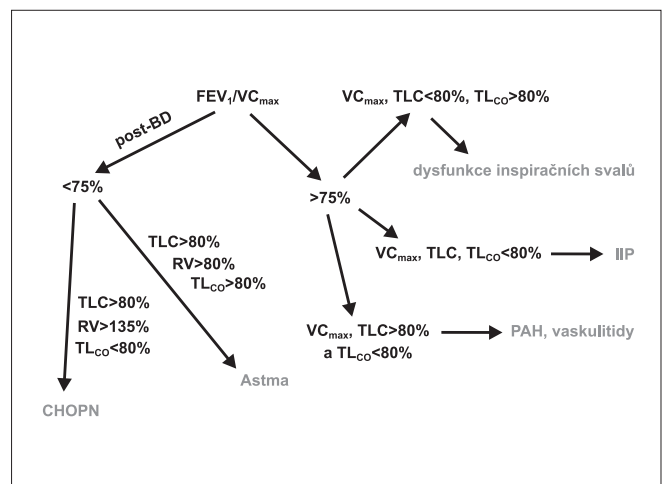 FEV₁/VCmax
VCmax, TLC<80%, TLCO>80%
post-BD
dysfunkce inspiračních svalů
<75%
>75%
TLC>80%
RV>80%
TLCO>80%
VCmax, TLC, TLCO<80%
IIP
TLC>80%
RV>135%
TLCO<80%
VCmax, TLC>80%
a TLCO<80%
PAH, vaskulitidy
Astma
CHOPN